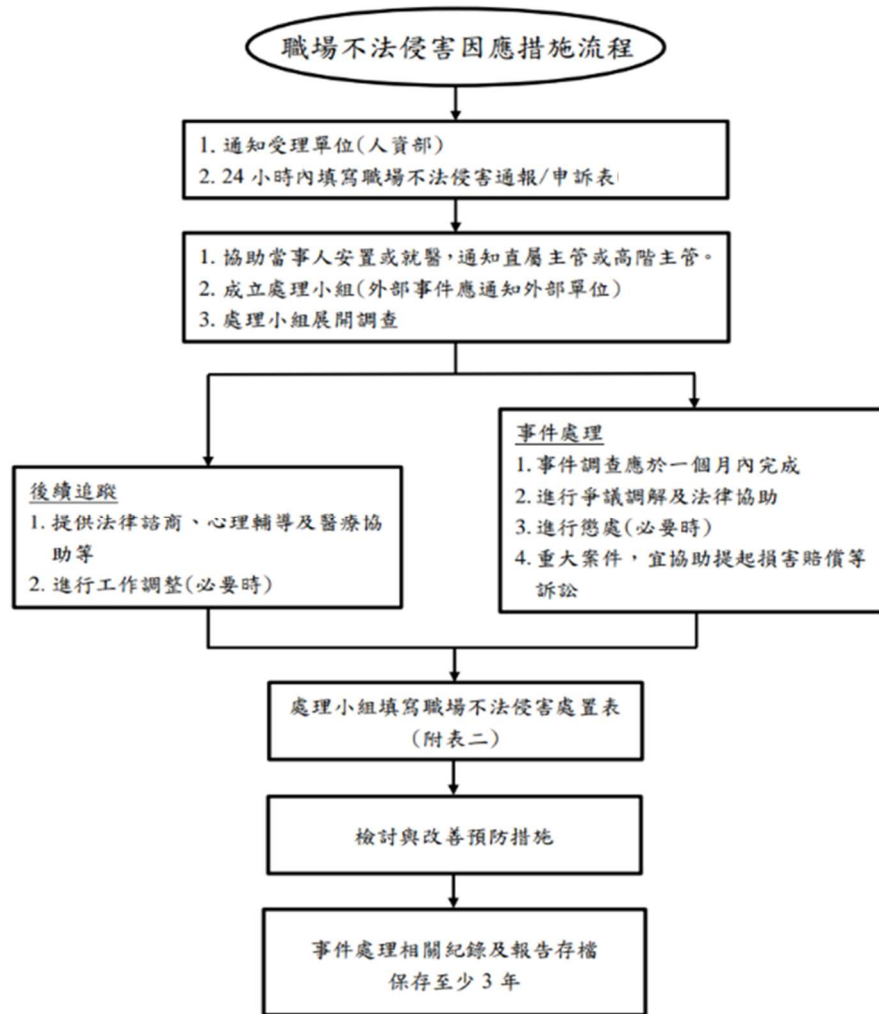 職場不法侵害因應措施流程
1. 通知受理單位(人資部)
2. 24 小時內填寫職場不法侵害通報/申訴表
1. 協助當事人安置或就醫，通知直屬主管或高階主管。
2. 成立處理小組(外部事件應通知外部單位)
3. 處理小組展開調查
後續追蹤
1. 提供法律諮商、心理輔導及醫療協
助等
2. 進行工作調整(必要時)
事件處理
1. 事件調查應於一個月內完成
2. 進行爭議調解及法律協助
3. 進行懲處(必要時)
4. 重大案件，宜協助提起損害賠償等
訴訟
處理小組填寫職場不法侵害處置表
(附表二)
檢討與改善預防措施
事件處理相關紀錄及報告存檔
保存至少 3 年